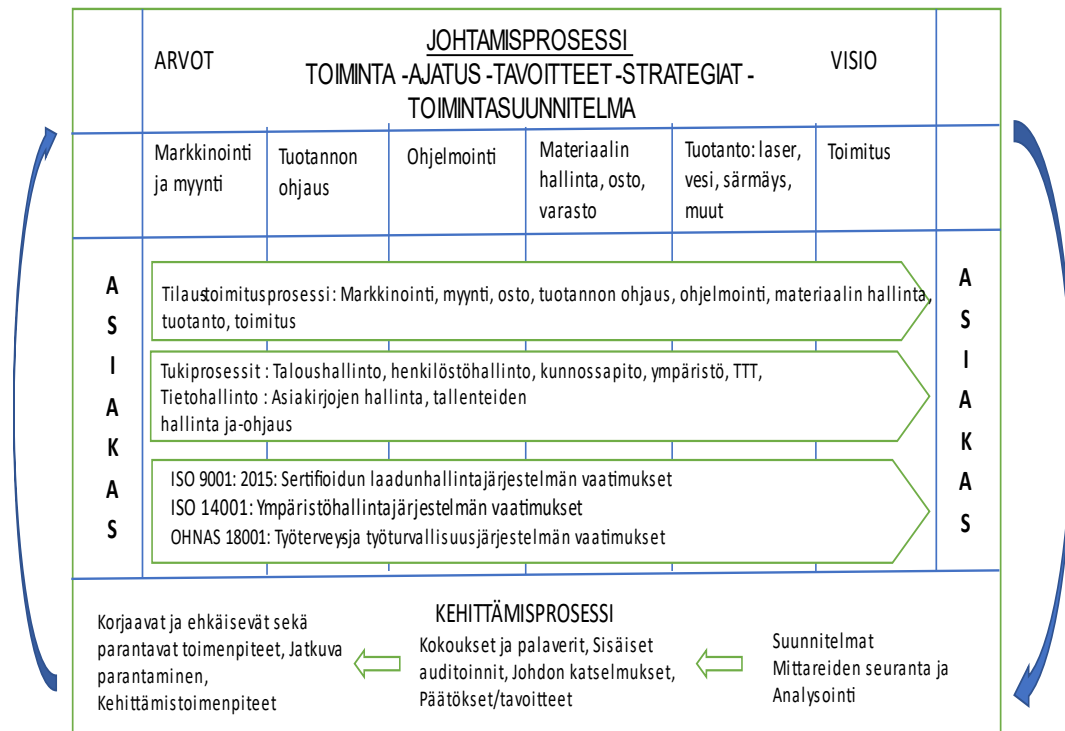 ARVOT
JOHTAMISPROSESSI
TOIMINTA -AJATUS -TAVOITTEET -STRATEGIAT -
TOIMINTASUUNNITELMA
VISIO
Markkinointi
ja myynti
Tuotannon
ohjaus
Ohjelmointi
Materiaalin
hallinta, osto,
varasto
Tuotanto: laser,
vesi, särmäys,
muut
Toimitus
A
S
I
A
K
A
S
Tilaustoimitusprosessi: Markkinointi, myynti, osto, tuotannon ohjaus, ohjelmointi, materiaalin hallinta,
tuotanto, toimitus
Tukiprosessit : Taloushallinto, henkilöstöhallinto, kunnossapito, ympäristö, TTT,
Tietohallinto : Asiakirjojen hallinta, tallenteiden
hallinta ja-ohjaus
ISO 9001: 2015: Sertifioidun laadunhallintajärjestelmän vaatimukset
ISO 14001: Ympäristöhallintajärjestelmän vaatimukset
OHNAS 18001: Työterveysja työturvallisuusjärjestelmän vaatimukset
A
S
I
A
K
A
S
Korjaavat ja ehkäisevät sekä
parantavat toimenpiteet, Jatkuva
parantaminen,
Kehittämistoimenpiteet
KEHITTÄMISPROSESSI
Kokoukset ja palaverit, Sisäiset
auditoinnit, Johdon katselmukset,
Päätökset/tavoitteet
Suunnitelmat
Mittareiden seuranta ja
Analysointi